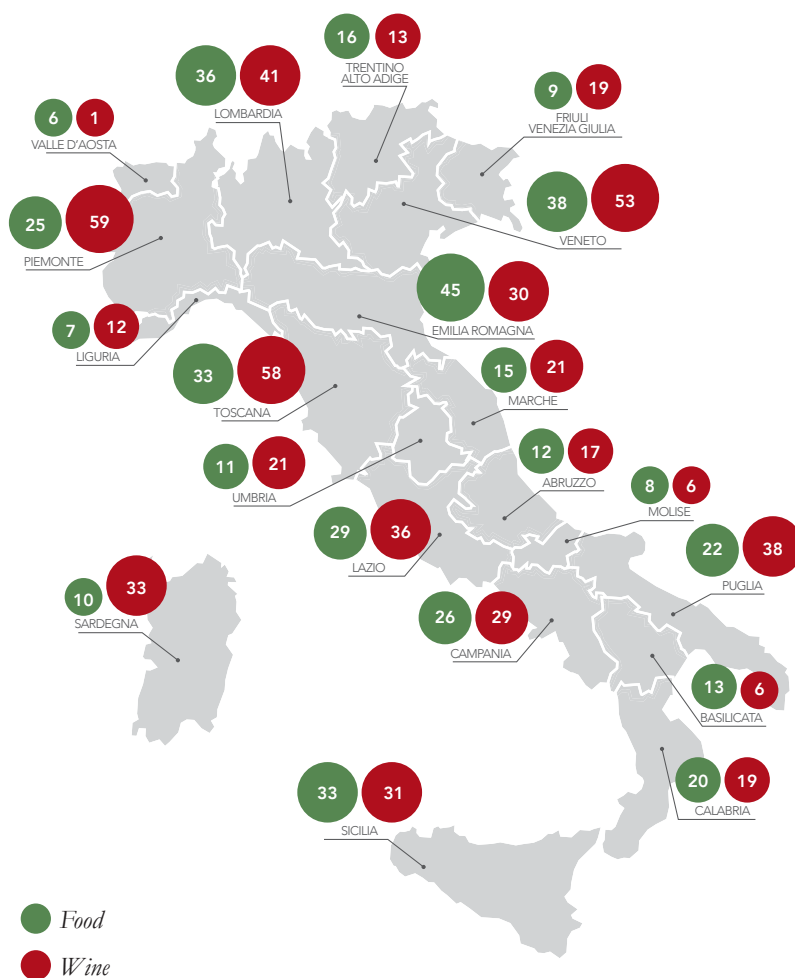 16 13
TRENTINO
ALTO ADIGE
36 41
LOMBARDIA
9 19
FRIULI
VENEZIA GIULIA
6 1
VALLE D'AOSTA
38 53
VENETO
25 59
PIEMONTE
45 30
EMILIA ROMAGNA
7 12
LIGURIA
33 58
TOSCANA
15 21
MARCHE
11 21
UMBRIA
12 17
ABRUZZO
8 6
MOLISE
29 36
LAZIO
22 38
PUGLIA
10 33
SARDEGNA
26 29
CAMPANIA
13 6
BASILICATA
20 19
CALABRIA
33 31
SICILIA
Food
Wine